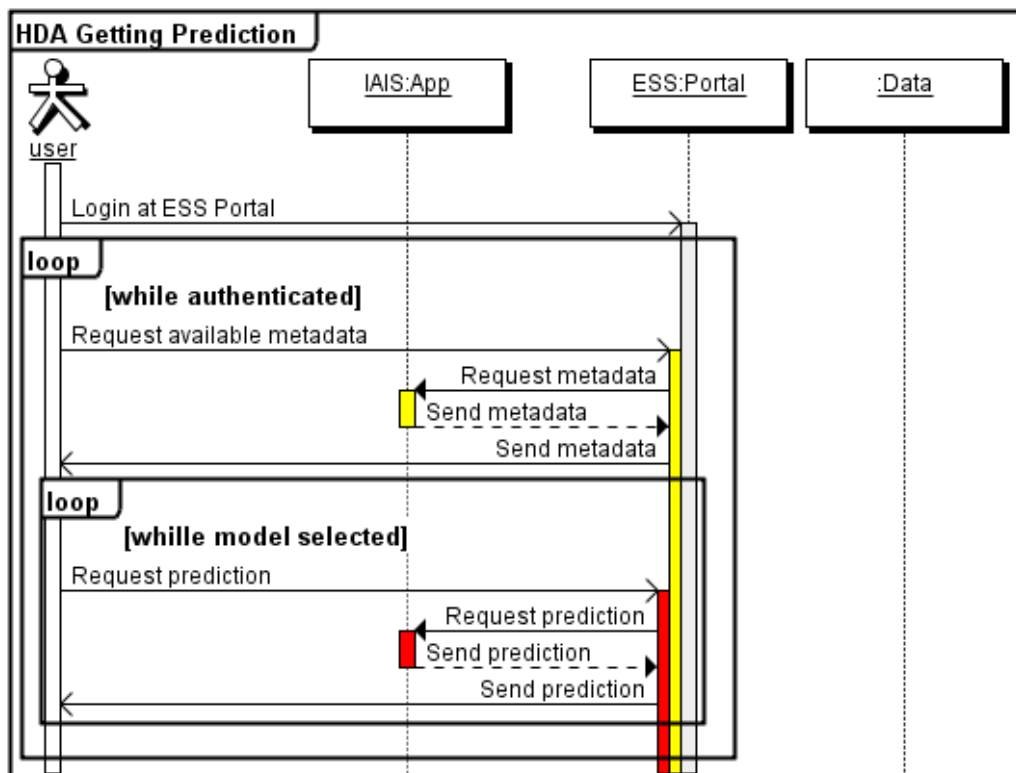 HDA Getting Prediction
user
IAIS:App
ESS:Portal
:Data
Login at ESS Portal
loop
[while authenticated]
Request available metadata
Request metadata
Send metadata
Send metadata
loop
[whille model selected]
Request prediction
Request prediction
Send prediction
Send prediction